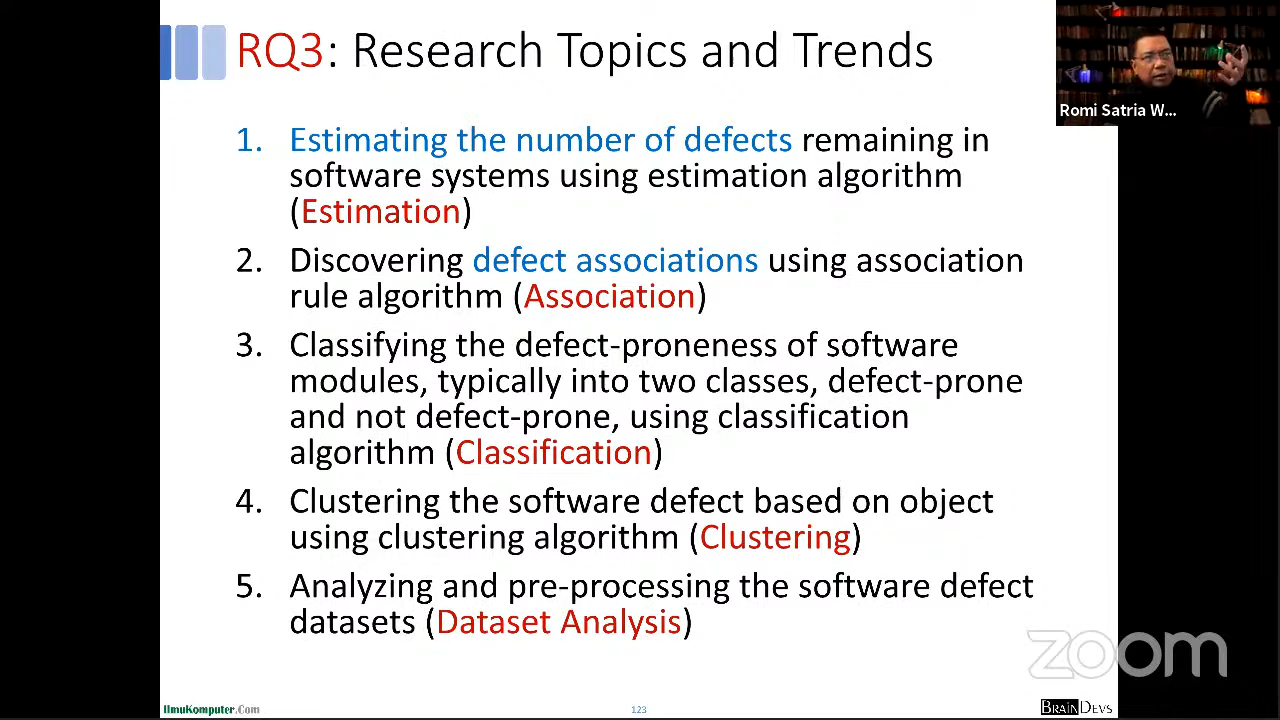 RQ3: Research Topics and Trends
Romi Satria W...
1. Estimating the number of defects remaining in
software systems using estimation algorithm
(Estimation)
2. Discovering defect associations using association
rule algorithm (Association)
3. Classifying the defect-proneness of software
modules, typically into two classes, defect-prone
and not defect-prone, using classification
algorithm (Classification)
4. Clustering the software defect based on object
using clustering algorithm (Clustering)
5. Analyzing and pre-processing the software defect
datasets (Dataset Analysis)
zoom
IlmuKomputer.Com
123
BRAINDEVS